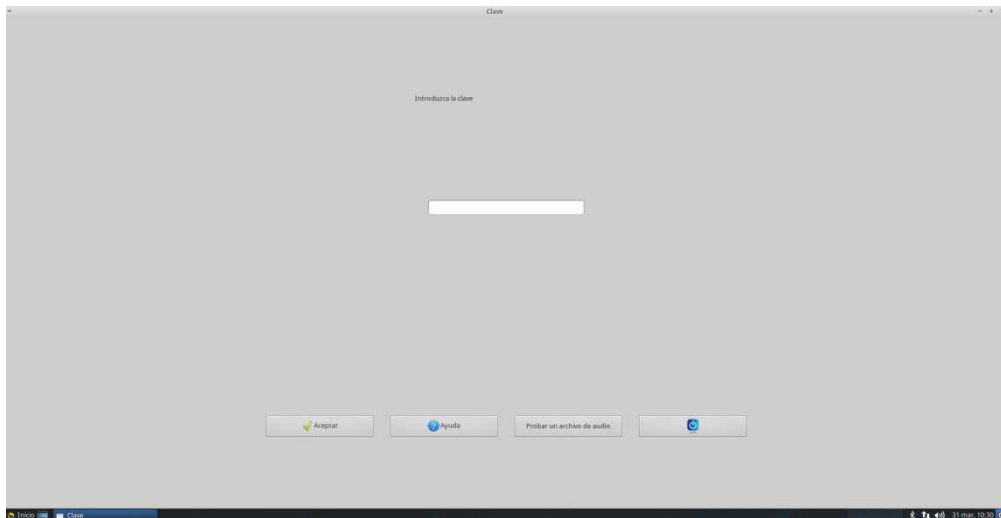 Clave
Introduzca la clave
Aceptar
Ayuda
Probar un archivo de audio
Inicio
Clave
31 mar, 10:30